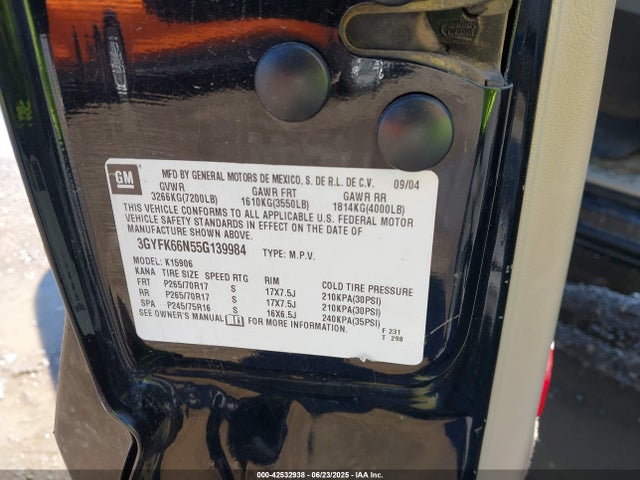 GM
MFD BY GENERAL MOTORS DE MEXICO, S. DE R.L. DE C.V. 09/04
GVWR GAWR FRT GAWR RR
3266KG(7200LB) 1610KG(3550LB) 1814KG(4000LB)
THIS VEHICLE CONFORMS TO ALL APPLICABLE U.S. FEDERAL MOTOR
VEHICLE SAFETY STANDARDS IN EFFECT ON THE DATE OF
MANUFACTURE SHOWN ABOVE.
3GYFK66N55G139984 TYPE: M.P.V.
MODEL: K15906
KANA TIRE SIZE SPEED RTG RIM COLD TIRE PRESSURE
FRT P265/70R17 S 17X7.5J 210KPA(30PSI)
RR P265/70R17 S 17X7.5J 210KPA(30PSI)
SPA P245/75R16 S 16X6.5J 240KPA(35PSI)
SEE OWNER'S MANUAL FOR MORE INFORMATION.
F 231
T 298
000-42532938 - 06/23/2025 - IAAI.COM